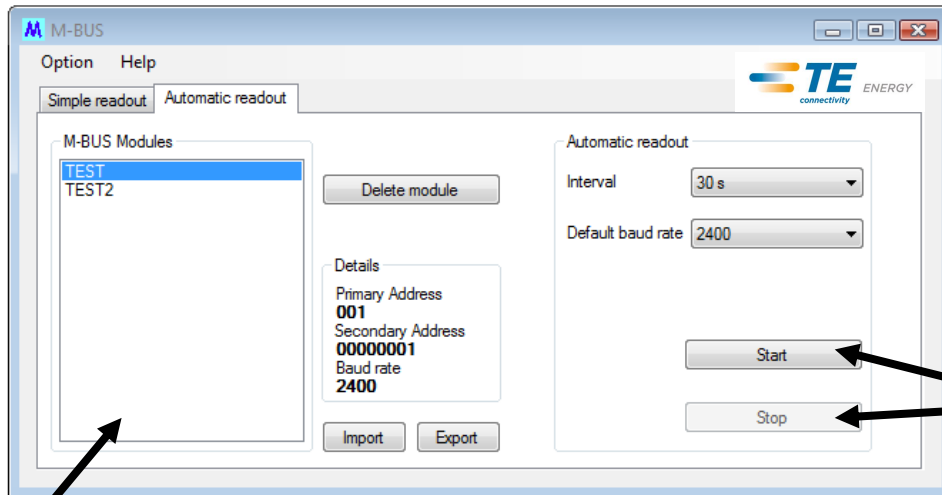 M-BUS
Option Help
TE ENERGY
connectivity
Simple readout Automatic readout
M-BUS Modules
TEST
TEST2
Delete module
Details
Primary Address
001
Secondary Address
00000001
Baud rate
2400
Import Export
Automatic readout
Interval 30 s
Default baud rate 2400
Start
Stop